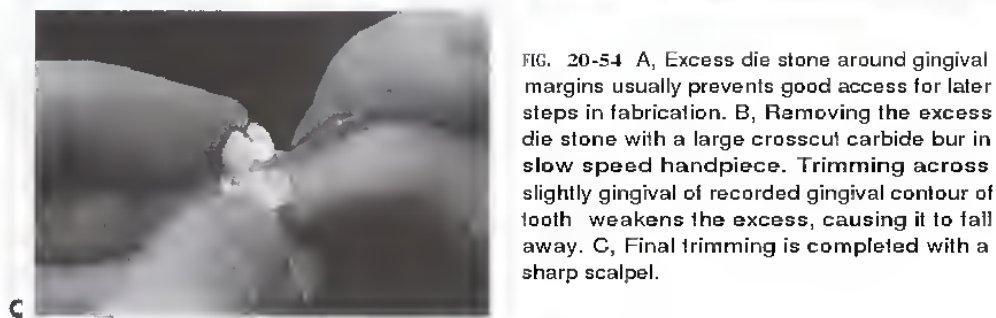 FIG. 20-54 A, Excess die stone around gingival
margins usually prevents good access for later
steps in fabrication. B, Removing the excess
die stone with a large crosscut carbide bur in
slow speed handpiece. Trimming across
slightly gingival of recorded gingival contour of
tooth weakens the excess, causing it to fall
away. C, Final trimming is completed with a
sharp scalpel.
C